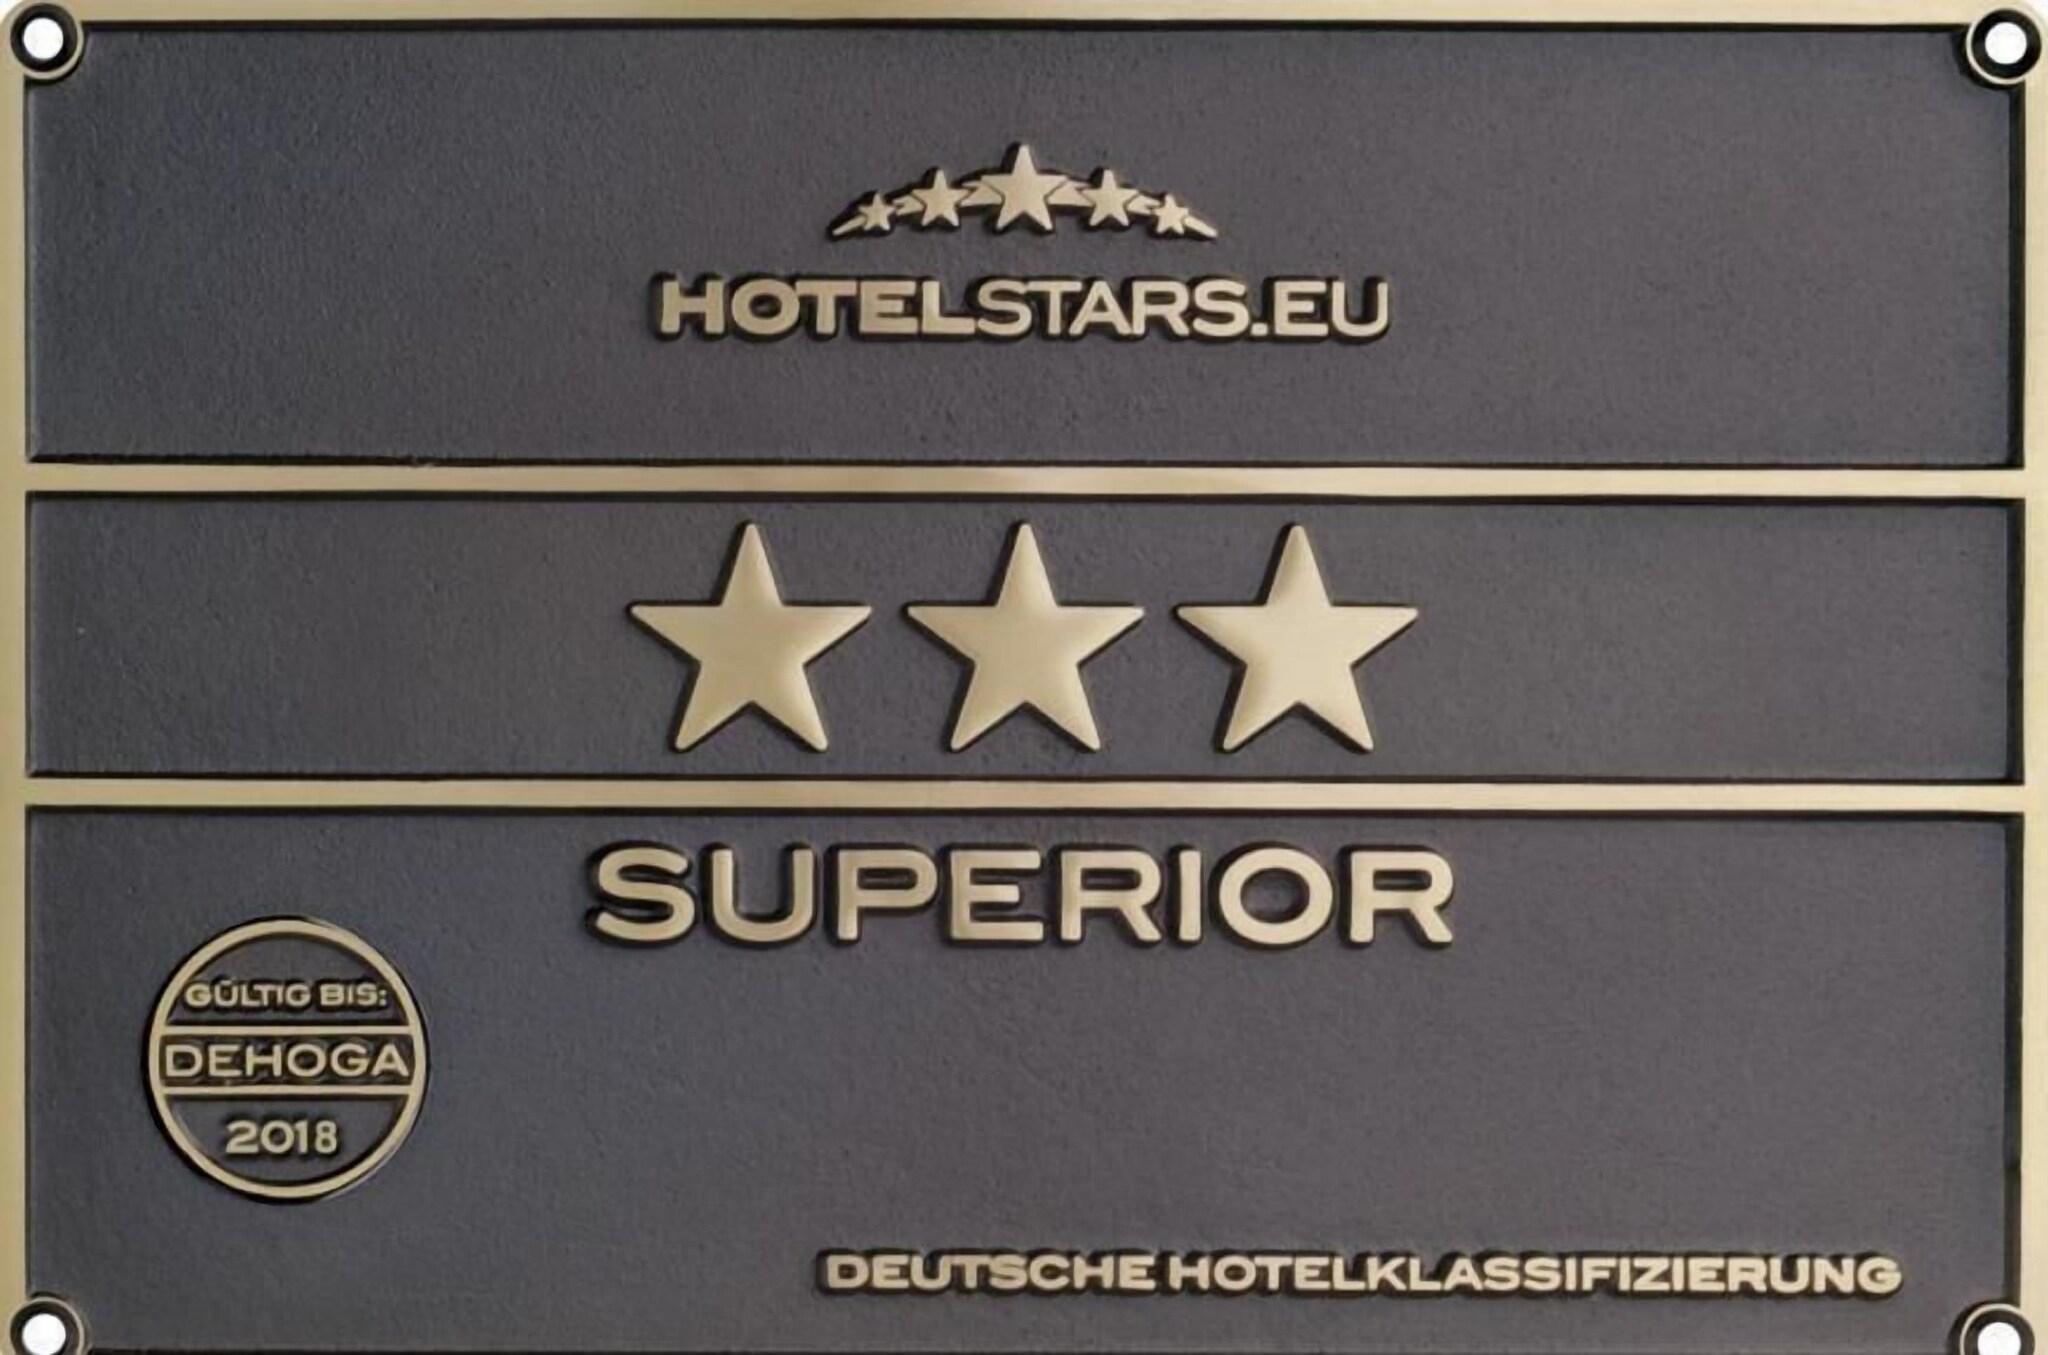 HOTELSTARS.EU
SUPERIOR
GÜLTIG BIS:
DEHOGA
2018
DEUTSCHE HOTELKLASSIFIZIERUNG